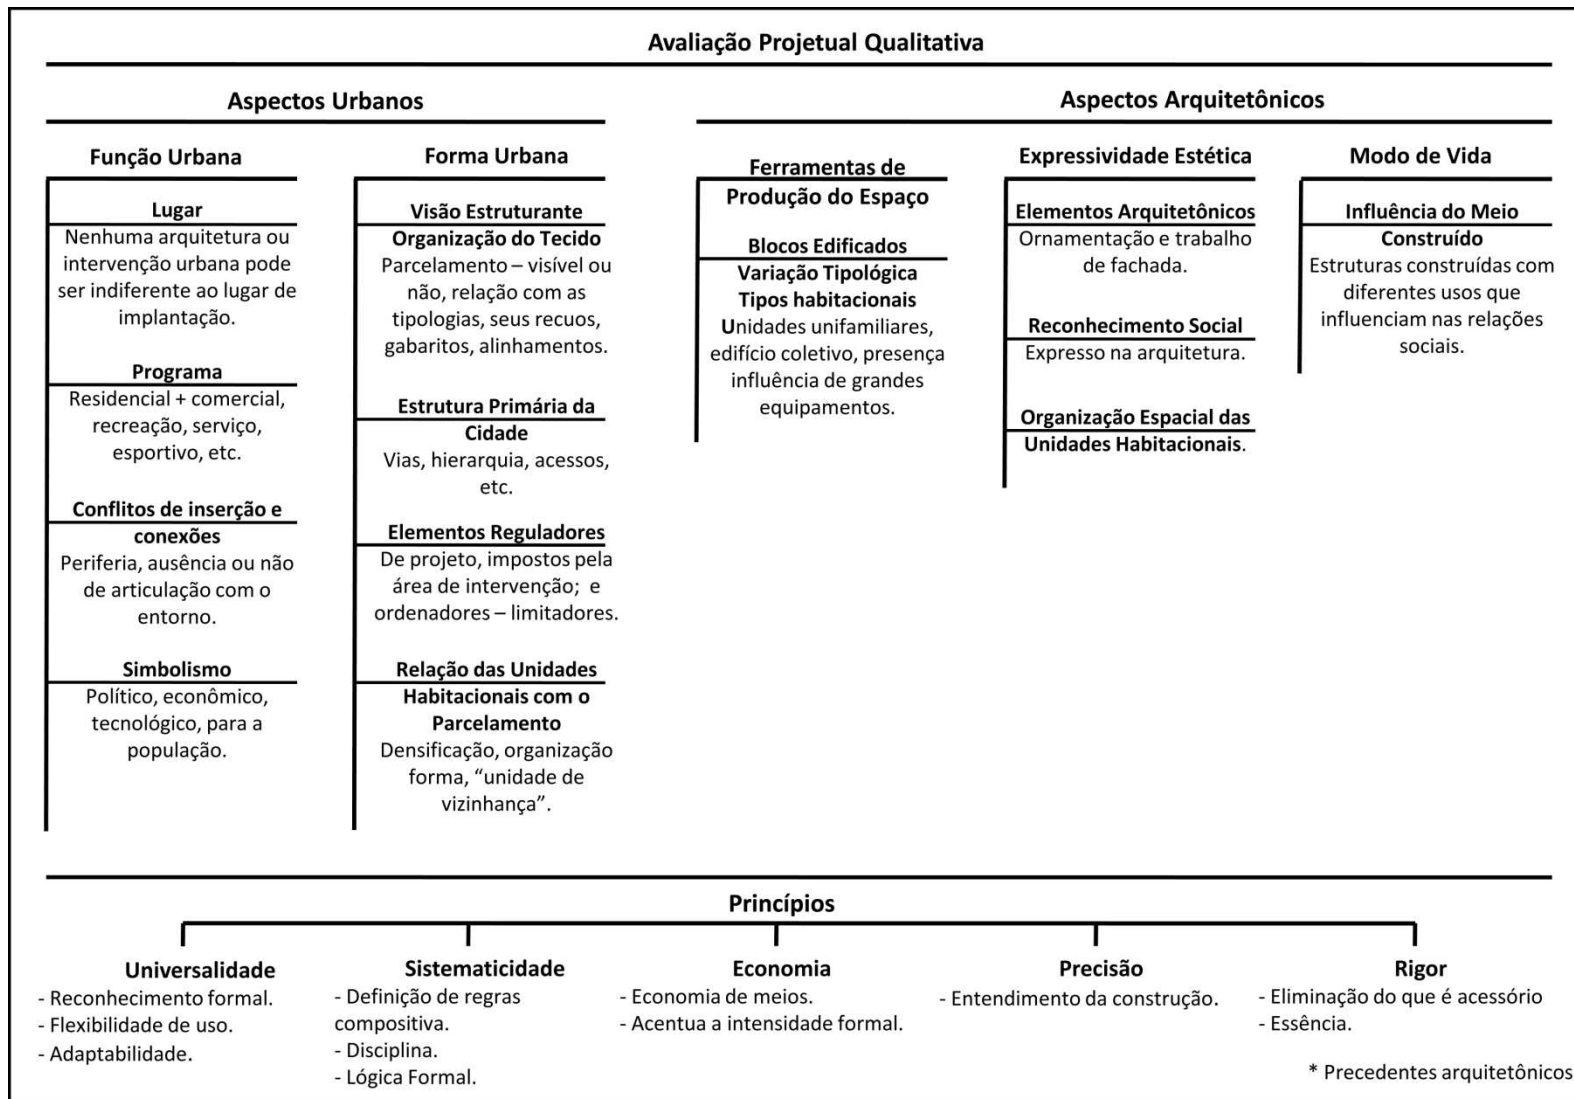 Avaliação Projetual Qualitativa
Aspectos Urbanos
Função Urbana
Lugar
Nenhuma arquitetura ou
intervenção urbana pode
ser indiferente ao lugar de
implantação.
Programa
Residencial + comercial,
recreação, serviço,
esportivo, etc.
Conflitos de inserção e
conexões
Periferia, ausência ou não
de articulação com o
entorno.
Simbolismo
Político, econômico,
tecnológico, para a
população.
Forma Urbana
Visão Estruturante
Organização do Tecido
Parcelamento – visível ou
não, relação com as
tipologias, seus recuos,
gabaritos, alinhamentos.
Estrutura Primária da
Cidade
Vias, hierarquia, acessos,
etc.
Elementos Reguladores
De projeto, impostos pela
área de intervenção; e
ordenadores – limitadores.
Relação das Unidades
Habitacionais com o
Parcelamento
Densificação, organização
forma, “unidade de
vizinhança”.
Aspectos Arquitetônicos
Ferramentas de
Produção do Espaço
Blocos Edificados
Variação Tipológica
Tipos habitacionais
Unidades unifamiliares,
edifício coletivo, presença
influência de grandes
equipamentos.
Expressividade Estética
Elementos Arquitetônicos
Ornamentação e trabalho
de fachada.
Reconhecimento Social
Expresso na arquitetura.
Organização Espacial das
Unidades Habitacionais.
Modo de Vida
Influência do Meio
Construído
Estruturas construídas com
diferentes usos que
influenciam nas relações
sociais.
Princípios
Universalidade
- Reconhecimento formal.
- Flexibilidade de uso.
- Adaptabilidade.
Sistematicidade
- Definição de regras
compositiva.
- Disciplina.
- Lógica Formal.
Economia
- Economia de meios.
- Acentua a intensidade formal.
Precisão
- Entendimento da construção.
Rigor
- Eliminação do que é acessório
- Essência.
* Precedentes arquitetônicos